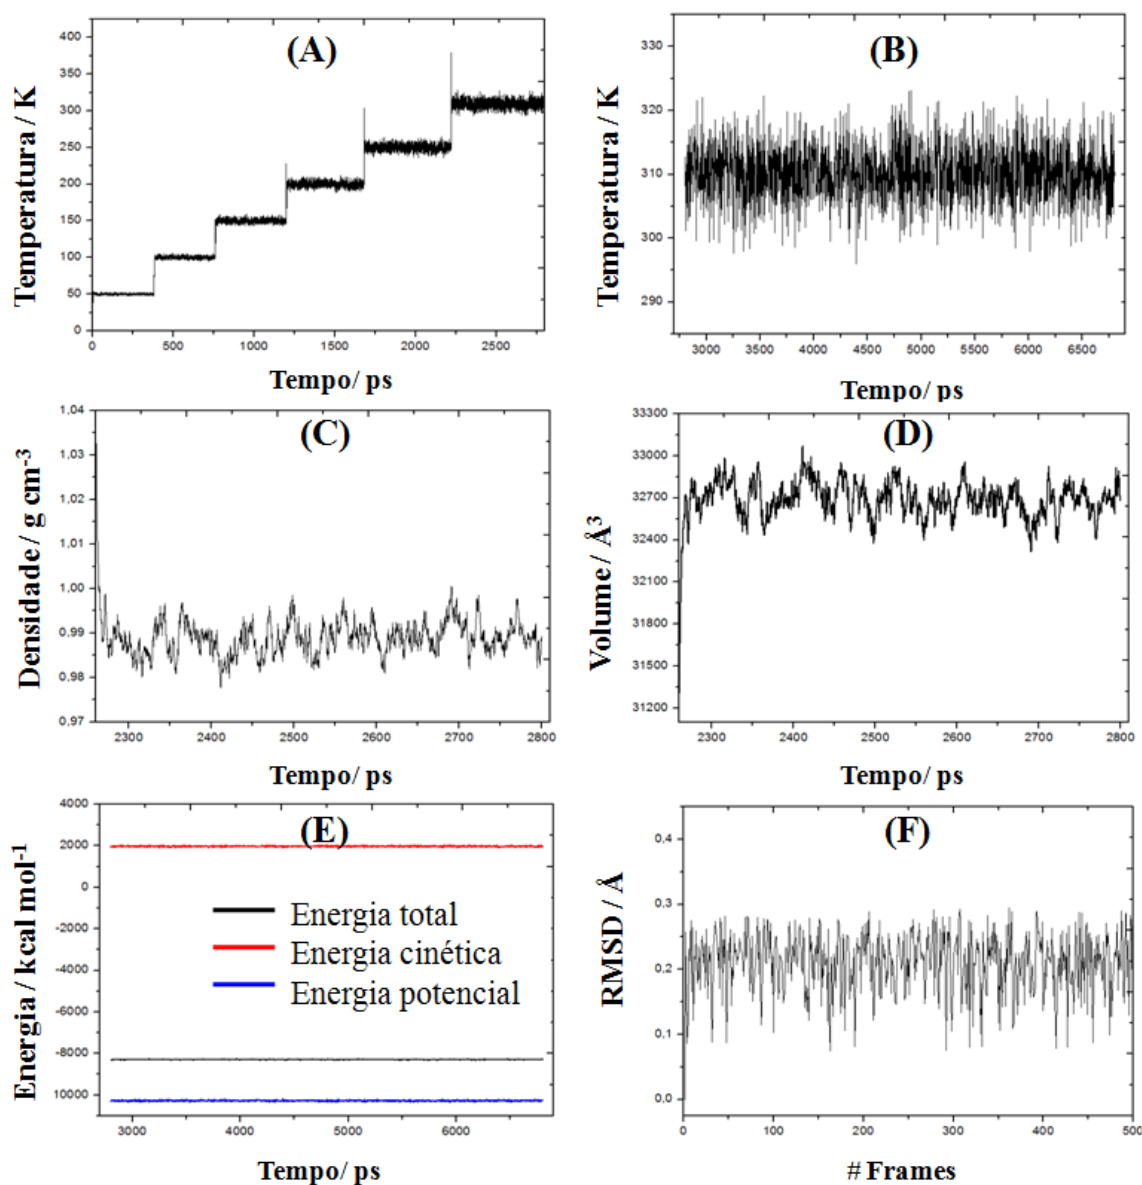 (A)
Temperatura / K
400
350
300
250
200
150
100
50
0
0 500 1000 1500 2000 2500
Tempo/ ps
(B)
Temperatura / K
330
320
310
300
290
3000 3500 4000 4500 5000 5500 6000 6500
Tempo/ ps
(C)
Densidade / g cm-3
1,04
1,03
1,02
1,01
1,00
0,99
0,98
0,97
2300 2400 2500 2600 2700 2800
Tempo/ ps
(D)
Volume / Å3
33300
33000
32700
32400
32100
31800
31500
31200
2300 2400 2500 2600 2700 2800
Tempo/ ps
(E)
Energia / kcal mol-1
4000
2000
0
-2000
-4000
-6000
-8000
10000
Energia total
Energia cinética
Energia potencial
3000 4000 5000 6000
Tempo/ ps
(F)
RMSD / Å
0,4
0,3
0,2
0,1
0,0
0 100 200 300 400 500
# Frames